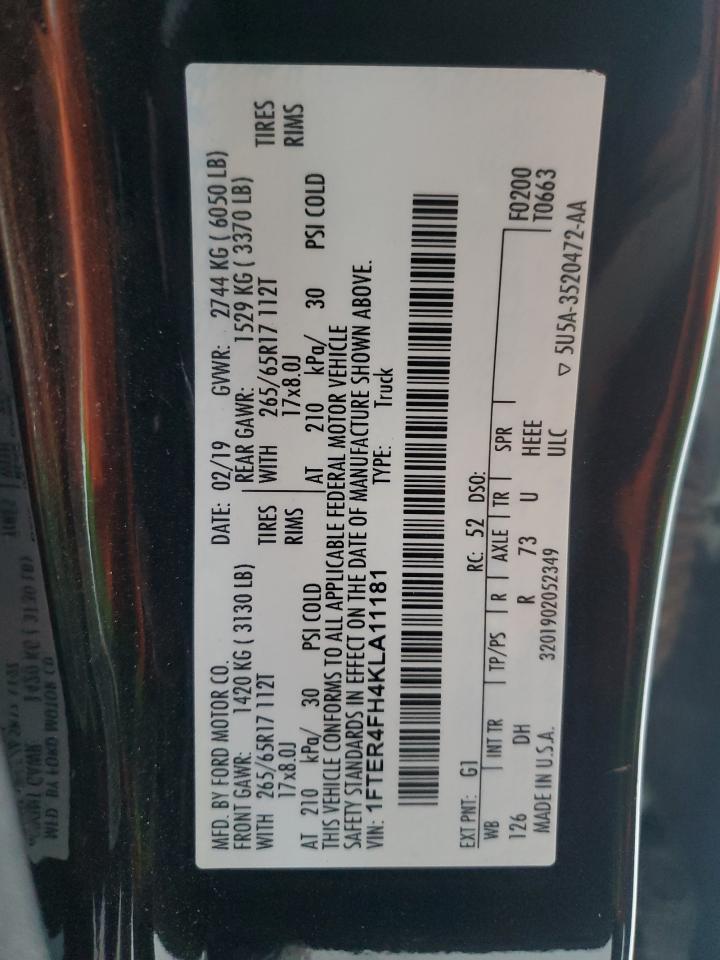 MFD. BY FORD MOTOR CO.
DATE: 02/19 GVWR: 2744 KG ( 6050 LB)
FRONT GAWR: 1420 KG ( 3130 LB) REAR GAWR: 1529 KG ( 3370 LB)
WITH 265/65R17 112T TIRES WITH 265/65R17 112T TIRES
17x8.0J RIMS 17x8.0J RIMS
AT 210 kPa/ 30 PSI COLD AT 210 kPa/ 30 PSI COLD
THIS VEHICLE CONFORMS TO ALL APPLICABLE FEDERAL MOTOR VEHICLE
SAFETY STANDARDS IN EFFECT ON THE DATE OF MANUFACTURE SHOWN ABOVE.
VIN: 1FTER4FH4KLA11181 TYPE: Truck
EXT PNT: G1 RC: 52 DSO:
WB INT TR TP/PS R AXLE TR SPR F0200
126 DH R 73 U HEEE T0663
MADE IN U.S.A. 3201902052349 ULC
▽ 5U5A-3520472-AA